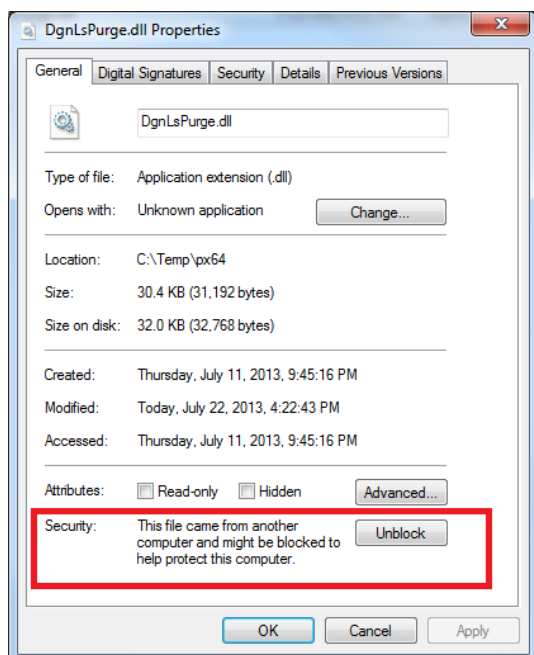 DgnLsPurge.dll Properties
General Digital Signatures Security Details Previous Versions
DgnLsPurge.dll
Type of file: Application extension (.dll)
Opens with: Unknown application Change...
Location: C:\Temp\px64
Size: 30.4 KB (31,192 bytes)
Size on disk: 32.0 KB (32,768 bytes)
Created: Thursday, July 11, 2013, 9:45:16 PM
Modified: Today, July 22, 2013, 4:22:43 PM
Accessed: Thursday, July 11, 2013, 9:45:16 PM
Attributes: Read-only Hidden Advanced...
Security: This file came from another
computer and might be blocked to
help protect this computer.
Unblock
OK Cancel Apply